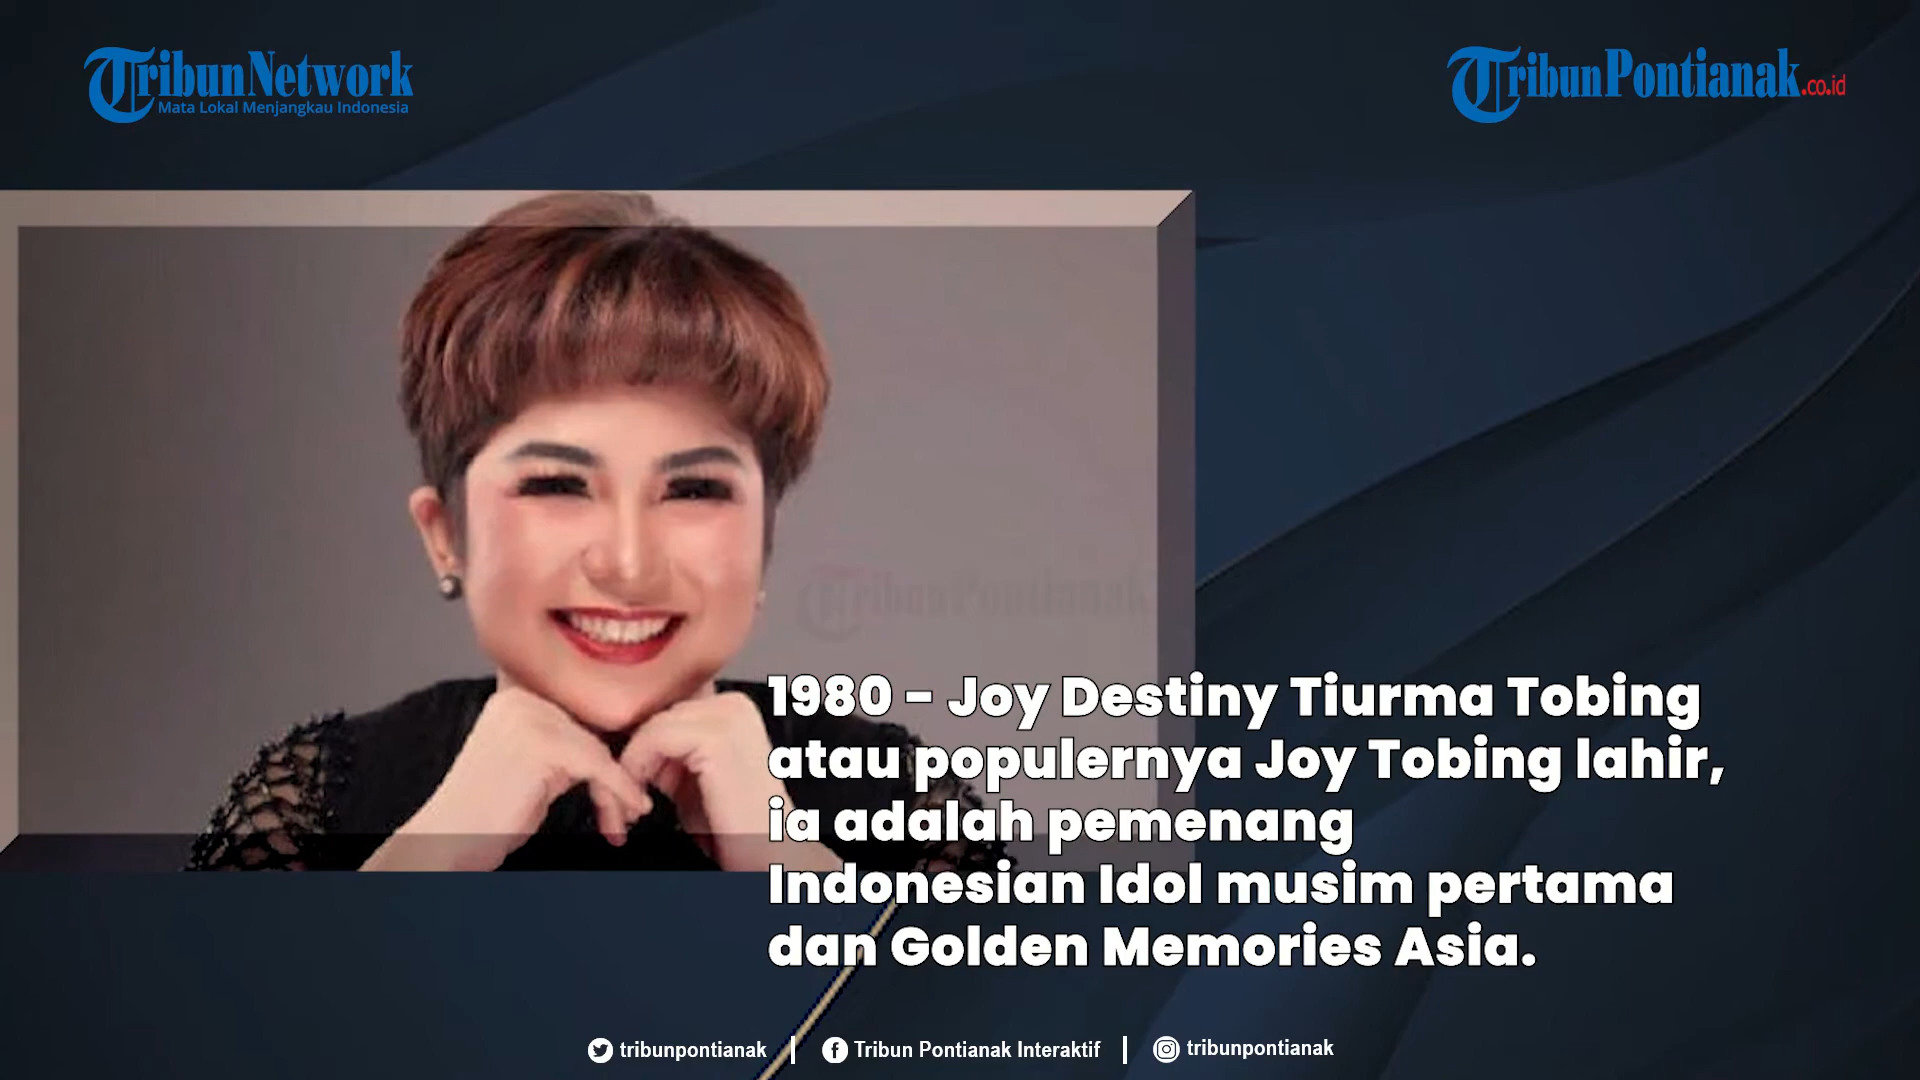 TribunNetwork
Mata Lokal Menjangkau Indonesia
TribunPontianak.co.id
TribunPontianak
1980 - Joy Destiny Tiurma Tobing
atau populernya Joy Tobing lahir,
ia adalah pemenang
Indonesian Idol musim pertama
dan Golden Memories Asia.
tribunpontianak | Tribun Pontianak Interaktif | tribunpontianak